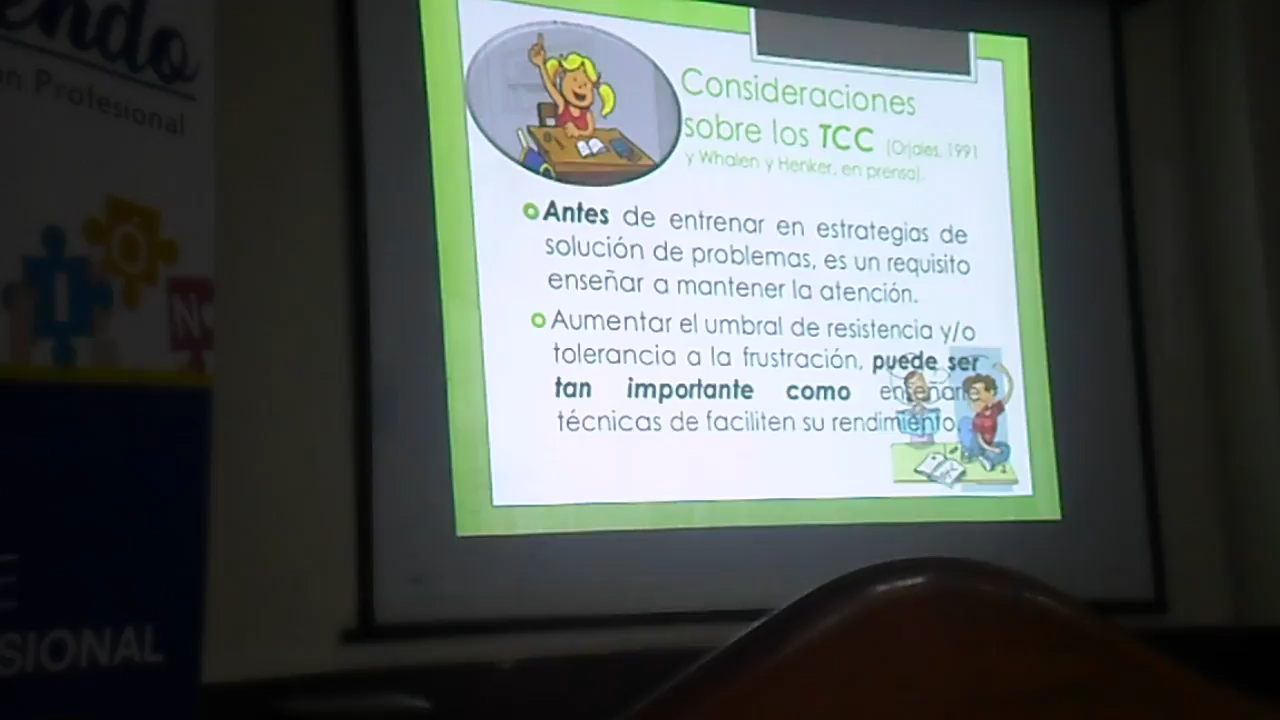 endo
n Profesional
I
Ó
N
SIONAL
Consideraciones
sobre los TCC (Orjales, 1991
y Whalen y Henker, en prensa).
Antes de entrenar en estrategias de
solución de problemas, es un requisito
enseñar a mantener la atención.
Aumentar el umbral de resistencia y/o
tolerancia a la frustración, puede ser
tan importante como enseñarle
técnicas de faciliten su rendimiento.